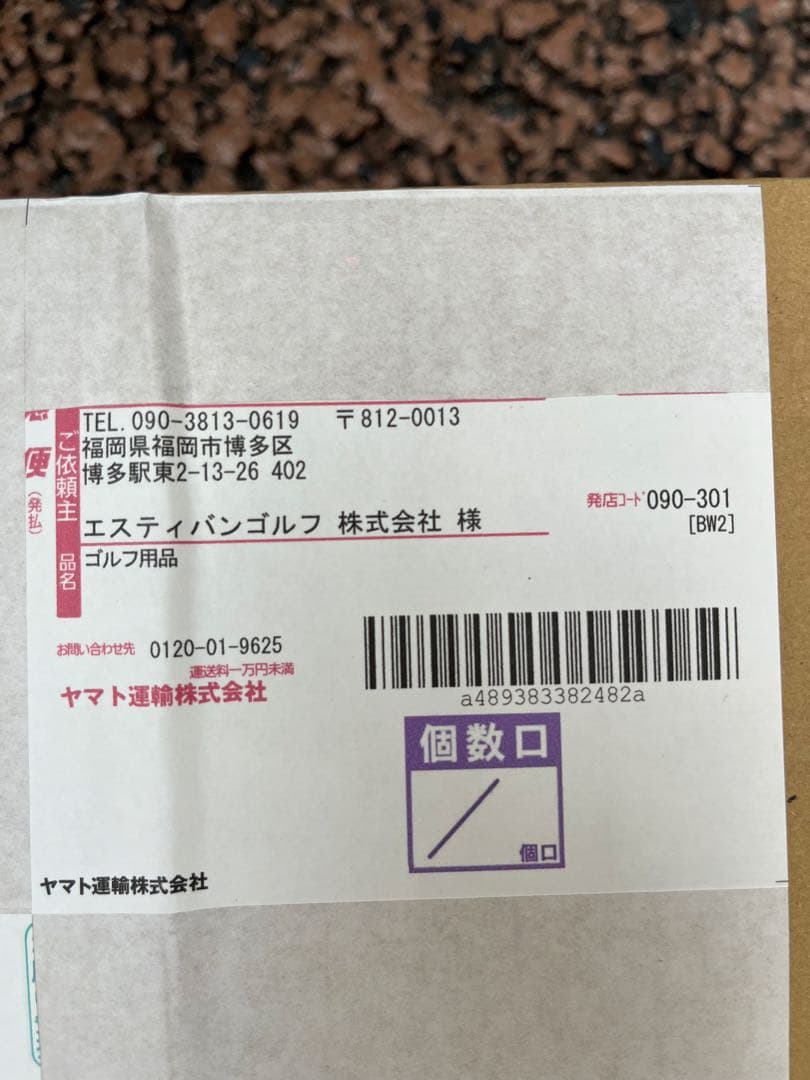 便
(発払)
ご依頼主
TEL. 090-3813-0619 〒812-0013
福岡県福岡市博多区
博多駅東2-13-26 402
エスティバンゴルフ 株式会社 様
発店コード 090-301
[BW2]
品名
ゴルフ用品
お問い合わせ先 0120-01-9625
運送料一万円未満
ヤマト運輸株式会社
a489383382482a
個数口
/
個口
ヤマト運輸株式会社